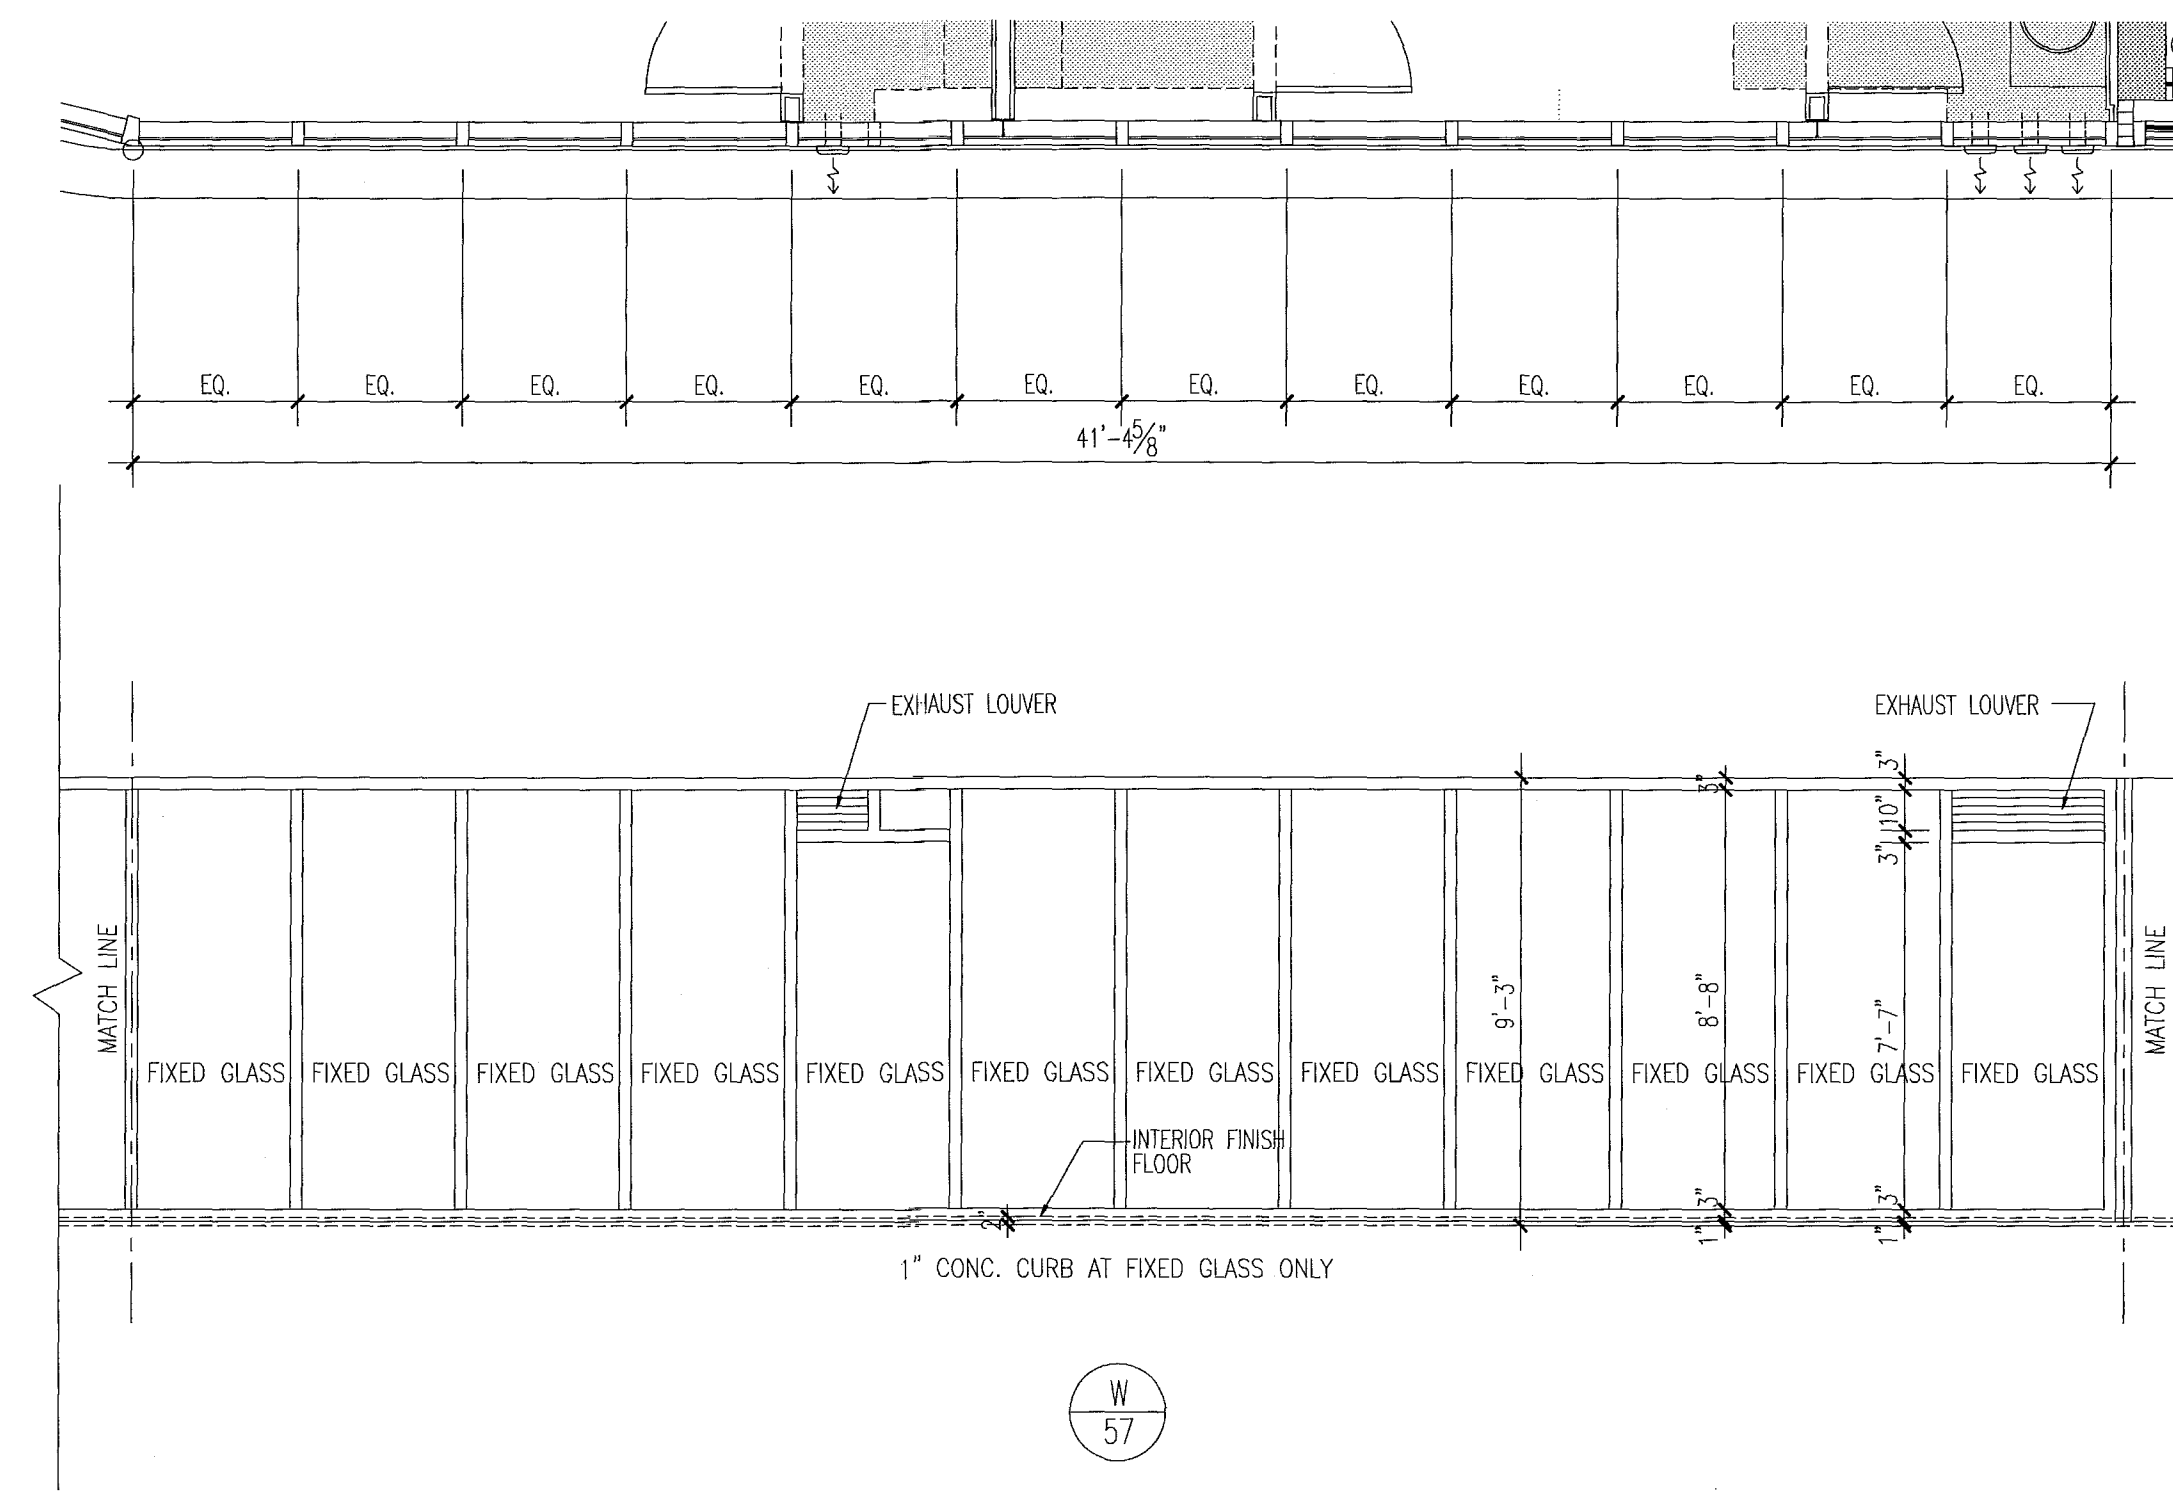 EQ. EQ. EQ. EQ. EQ. EQ. EQ. EQ. EQ. EQ. EQ. EQ.
41'-4⅝"
EXHAUST LOUVER
EXHAUST LOUVER
3"
3"
10"
3"
MATCH LINE
9'-3"
8'-8"
7'-7"
MATCH LINE
FIXED GLASS FIXED GLASS FIXED GLASS FIXED GLASS FIXED GLASS FIXED GLASS FIXED GLASS FIXED GLASS FIXED GLASS FIXED GLASS FIXED GLASS FIXED GLASS
INTERIOR FINISH
FLOOR
3"
3"
2"
1"
1"
1" CONC. CURB AT FIXED GLASS ONLY
W
57